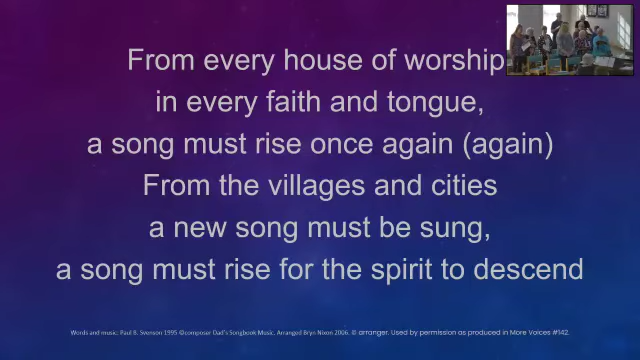 From every house of worship
in every faith and tongue,
a song must rise once again (again)
From the villages and cities
a new song must be sung,
a song must rise for the spirit to descend
Words and music: Paul B. Svenson 1995 ©composer Dad's Songbook Music. Arranged Bryn Nixon 2006. © arranger. Used by permission as produced in More Voices #142.